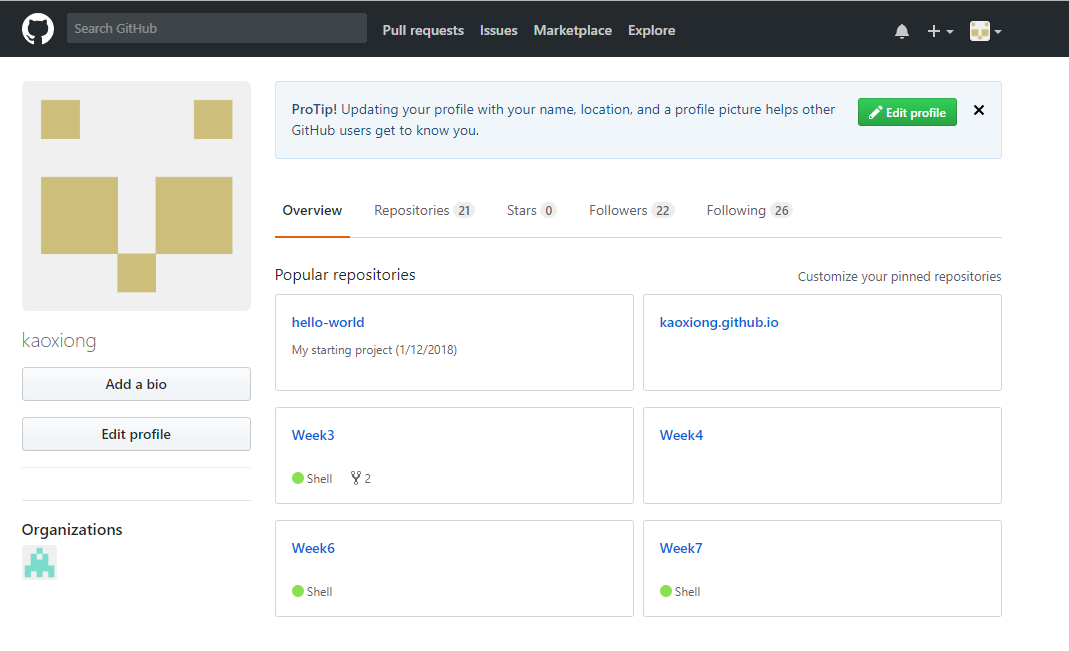 Search GitHub
Pull requests
Issues
Marketplace
Explore
ProTip! Updating your profile with your name, location, and a profile picture helps other
GitHub users get to know you.
Edit profile
Overview
Repositories 21
Stars 0
Followers 22
Following 26
kaoxiong
Add a bio
Edit profile
Organizations
Popular repositories
Customize your pinned repositories
hello-world
My starting project (1/12/2018)
kaoxiong.github.io
Week3
Shell 2
Week4
Week6
Shell
Week7
Shell